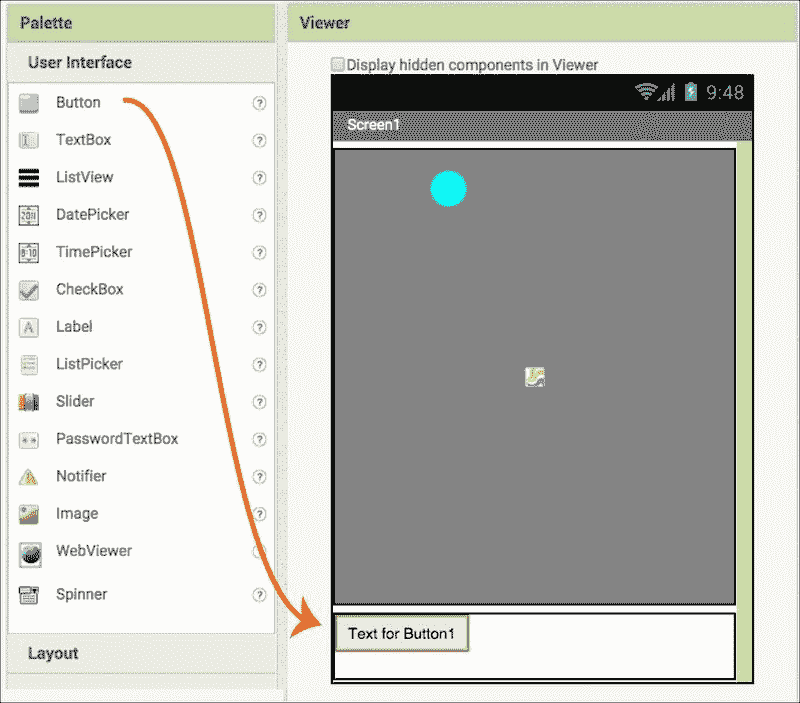 Palette
User Interface
Button ?
TextBox ?
ListView ?
DatePicker ?
TimePicker ?
CheckBox ?
Label ?
ListPicker ?
Slider ?
PasswordTextBox ?
Notifier ?
Image ?
WebViewer ?
Spinner ?
Layout
Viewer
Display hidden components in Viewer
9:48
Screen1
Text for Button1